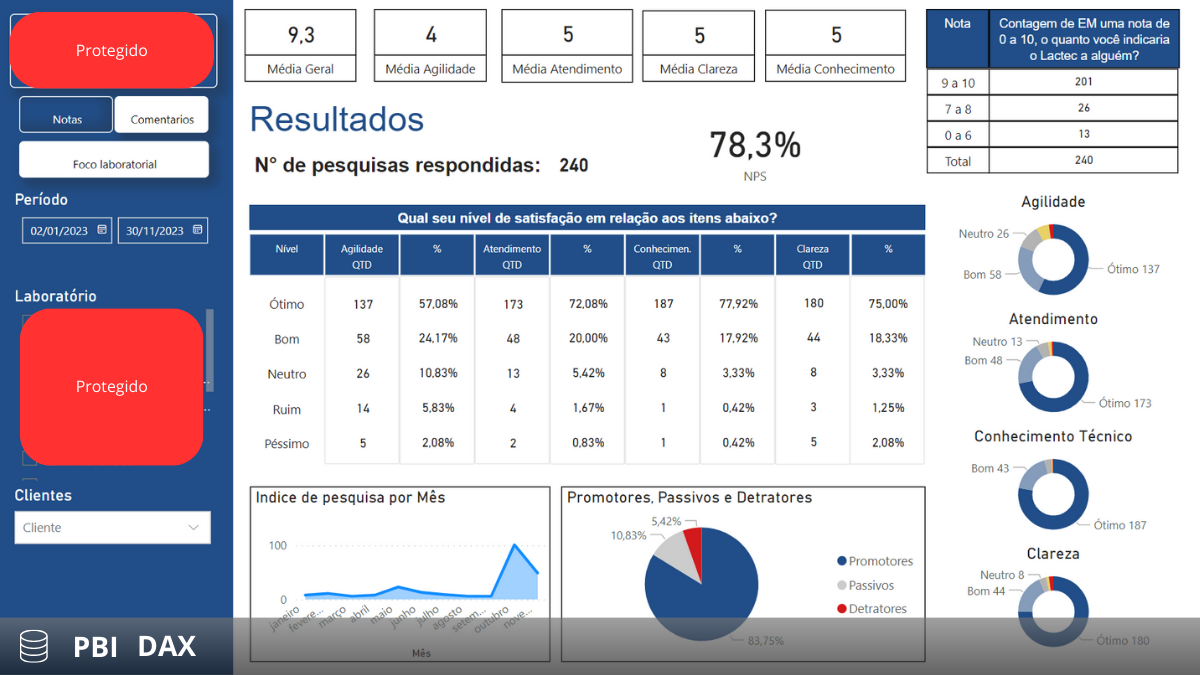 Protegido
Notas
Comentarios
Foco laboratorial
Período
02/01/2023
30/11/2023
Laboratório
Protegido
Clientes
Cliente
PBI DAX
9,3
Média Geral
4
Média Agilidade
5
Média Atendimento
5
Média Clareza
5
Média Conhecimento
Resultados
N° de pesquisas respondidas: 240
78,3%
NPS
Nota Contagem de EM uma nota de
0 a 10, o quanto você indicaria
o Lactec a alguém?
9 a 10 201
7 a 8 26
0 a 6 13
Total 240
Qual seu nível de satisfação em relação aos itens abaixo?
Nível Agilidade QTD % Atendimento QTD % Conhecimen. QTD % Clareza QTD %
Ótimo 137 57,08% 173 72,08% 187 77,92% 180 75,00%
Bom 58 24,17% 48 20,00% 43 17,92% 44 18,33%
Neutro 26 10,83% 13 5,42% 8 3,33% 8 3,33%
Ruim 14 5,83% 4 1,67% 1 0,42% 3 1,25%
Péssimo 5 2,08% 2 0,83% 1 0,42% 5 2,08%
Indice de pesquisa por Mês
100
0
janeiro fevere... março abril maio junho julho agosto setem... outubro nove...
Mês
Promotores, Passivos e Detratores
5,42%
10,83%
83,75%
Promotores
Passivos
Detratores
Agilidade
Neutro 26
Bom 58
Ótimo 137
Atendimento
Neutro 13
Bom 48
Ótimo 173
Conhecimento Técnico
Bom 43
Ótimo 187
Clareza
Neutro 8
Bom 44
Ótimo 180